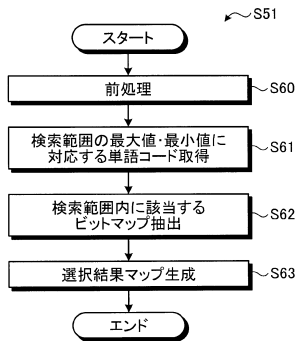 S51
スタート
前処理
S60
検索範囲の最大値・最小値に
対応する単語コード取得
S61
検索範囲内に該当する
ビットマップ抽出
S62
選択結果マップ生成
S63
エンド